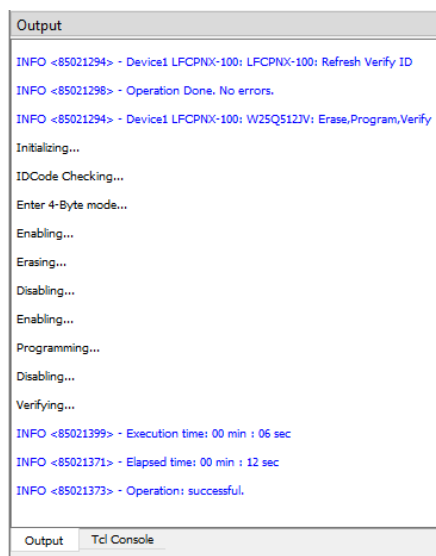 Output
INFO <85021294> - Device1 LFCPNX-100: LFCPNX-100: Refresh Verify ID
INFO <85021298> - Operation Done. No errors.
INFO <85021294> - Device1 LFCPNX-100: W25Q512JV: Erase,Program,Verify
Initializing...
IDCode Checking...
Enter 4-Byte mode...
Enabling...
Erasing...
Disabling...
Enabling...
Programming...
Disabling...
Verifying...
INFO <85021399> - Execution time: 00 min : 06 sec
INFO <85021371> - Elapsed time: 00 min : 12 sec
INFO <85021373> - Operation: successful.
Output Tcl Console